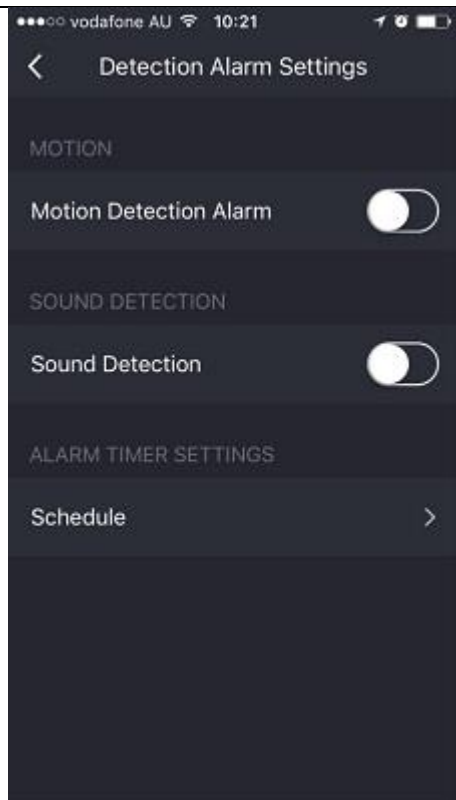 vodafone AU 10:21
Detection Alarm Settings
MOTION
Motion Detection Alarm
SOUND DETECTION
Sound Detection
ALARM TIMER SETTINGS
Schedule